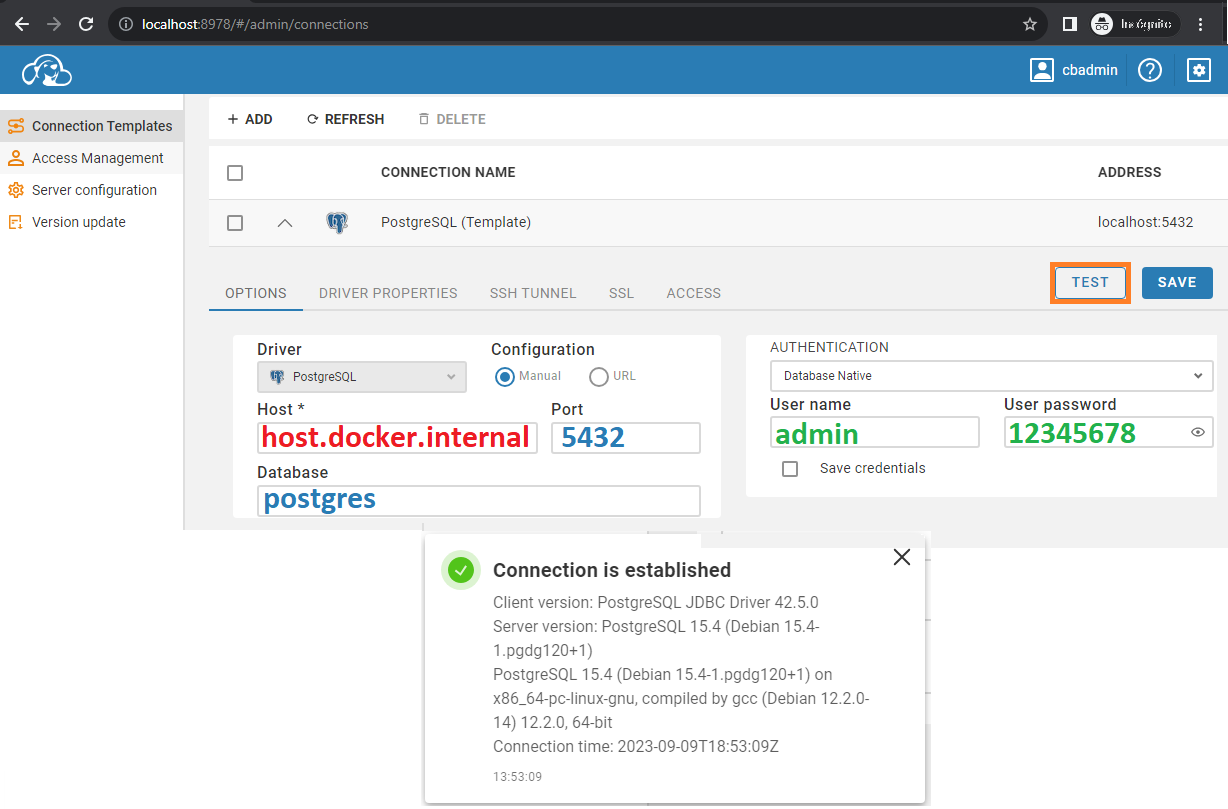 localhost:8978/#/admin/connections
Incógnito
cbadmin
Connection Templates
Access Management
Server configuration
Version update
+ ADD REFRESH DELETE
CONNECTION NAME ADDRESS
PostgreSQL (Template) localhost:5432
TEST SAVE
OPTIONS DRIVER PROPERTIES SSH TUNNEL SSL ACCESS
Driver Configuration
PostgreSQL Manual URL
Host * Port
host.docker.internal 5432
Database
postgres
AUTHENTICATION
Database Native
User name User password
admin 12345678
Save credentials
Connection is established
Client version: PostgreSQL JDBC Driver 42.5.0
Server version: PostgreSQL 15.4 (Debian 15.4-
1.pgdg120+1)
PostgreSQL 15.4 (Debian 15.4-1.pgdg120+1) on
x86_64-pc-linux-gnu, compiled by gcc (Debian 12.2.0-
14) 12.2.0, 64-bit
Connection time: 2023-09-09T18:53:09Z
13:53:09